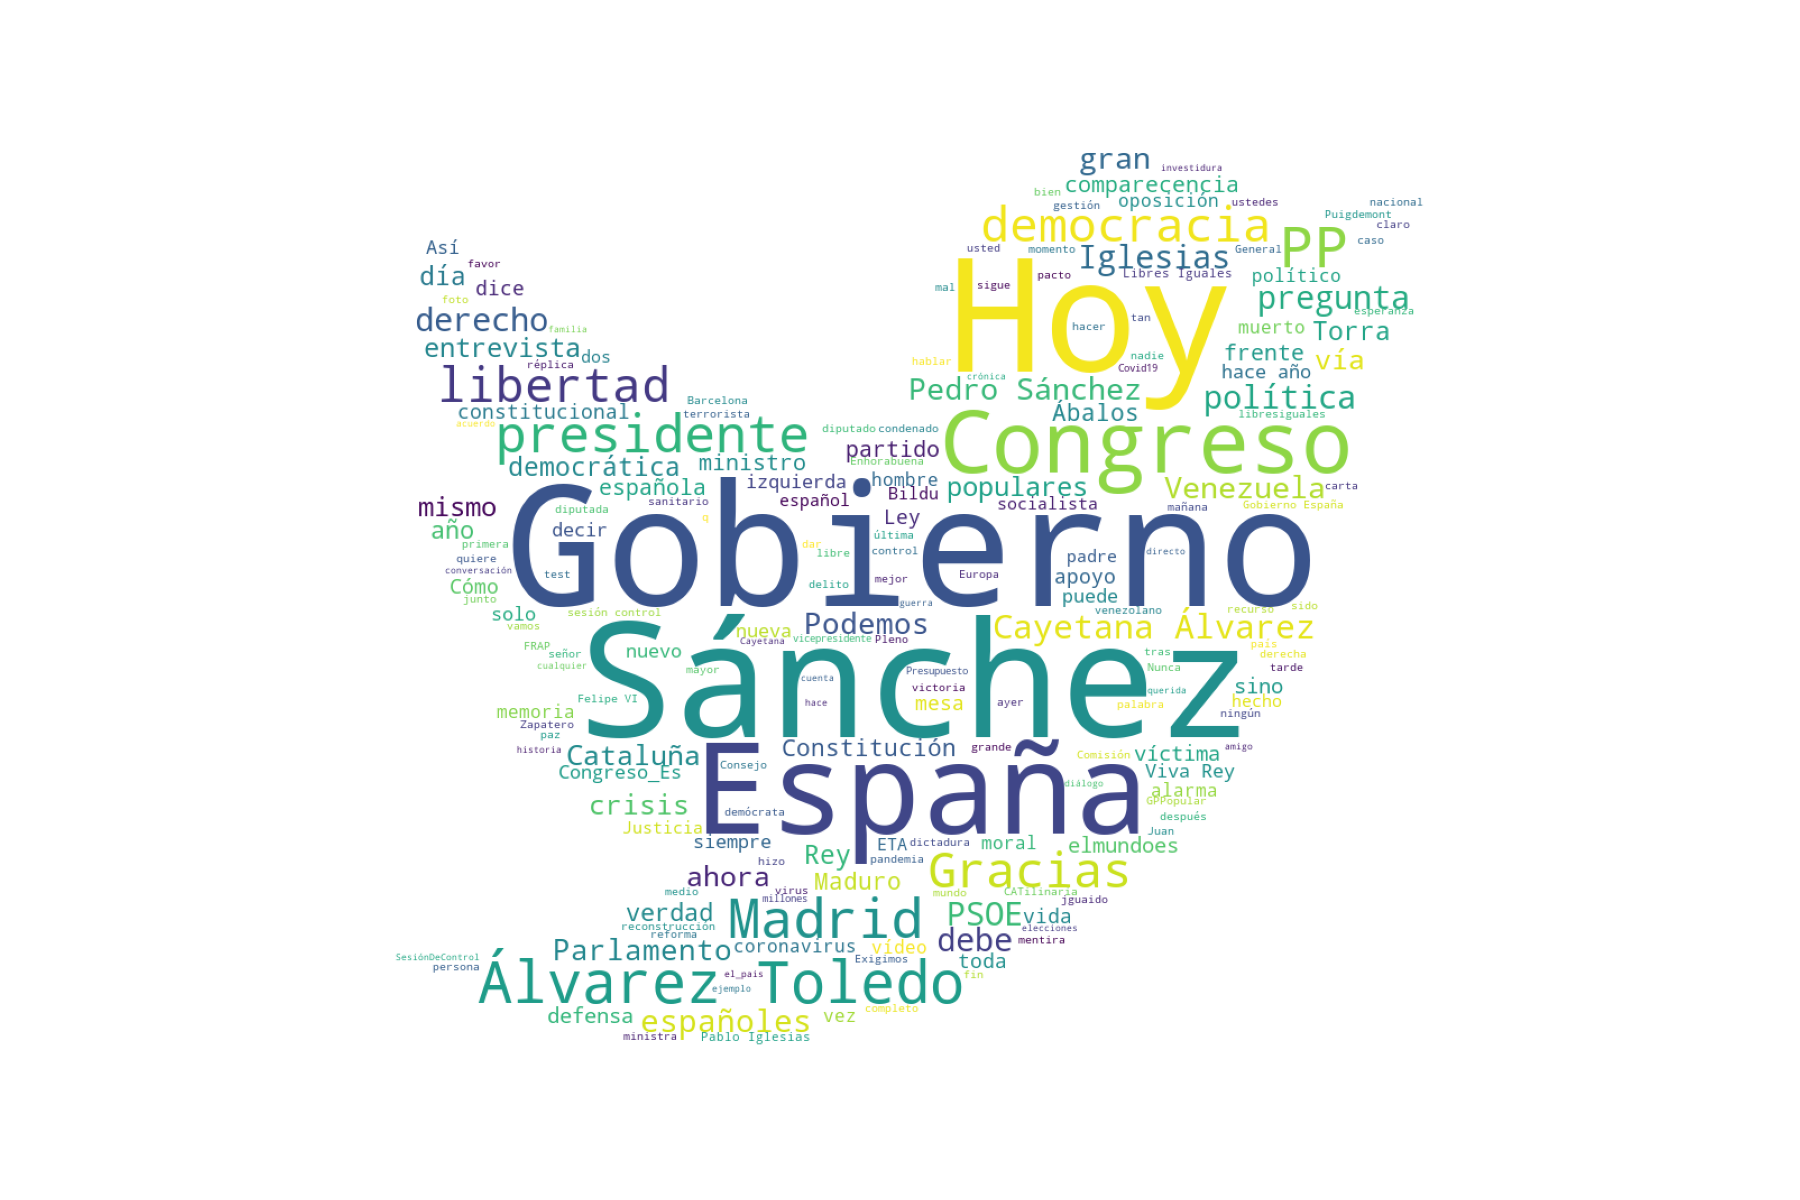 gran
investidura
comparecencia
bien
oposición
ustedes
nacional
gestión
Puigdemont
claro
democracia
PP
caso
Así
usted
momento
Iglesias
General
favor
día
pacto
Libres Iguales
político
dice
mal
sigue
Hoy
pregunta
foto
esperanza
derecho
familia
hacer
tan
muerto
Torra
entrevista
dos
nadie
frente
vía
réplica
hablar
Covid19
hace año
libertad
crónica
Pedro Sánchez
política
Barcelona
constitucional
terrorista
Ábalos
libresiguales
acuerdo
presidente
diputado
condenado
Congreso
partido
democrática
ministro
Enhorabuena
española
izquierda
hombre
populares
Venezuela
carta
mismo
sanitario
español
Bildu
socialista
mañana
Gobierno España
año
diputada
q
Ley
Gobierno
decir
última
primera
dar
libre
control
directo
quiere
padre
conversación
test
Europa
apoyo
Cómo
delito
mejor
puede
junto
guerra
solo
sesión control
venezolano
recurso
sido
vamos
nueva
Podemos
Cayetana Álvarez
FRAP
Cayetana
vicepresidente
Pleno
país
señor
nuevo
Sánchez
tras
derecha
cualquier
mayor
Presupuesto
Nunca
tarde
cuenta
victoria
querida
sino
Felipe VI
hace
mesa
ayer
palabra
hecho
memoria
ningún
Zapatero
paz
historia
Cataluña
Constitución
grande
Comisión
víctima
amigo
Congreso_Es
Consejo
España
Viva Rey
diálogo
alarma
crisis
demócrata
GPPopular
después
Justicia
Juan
siempre
ETA
dictadura
moral
elmundoes
Rey
hizo
pandemia
ahora
Maduro
Gracias
medio
virus
mundo
CATilinaria
millones
jguaido
verdad
Madrid
PSOE
vida
reconstrucción
elecciones
reforma
debe
mentira
Parlamento
coronavirus
vídeo
SesiónDeControl
Exigimos
toda
persona
Álvarez Toledo
el_pais
fin
ejemplo
defensa
españoles
vez
completo
ministra
Pablo Iglesias